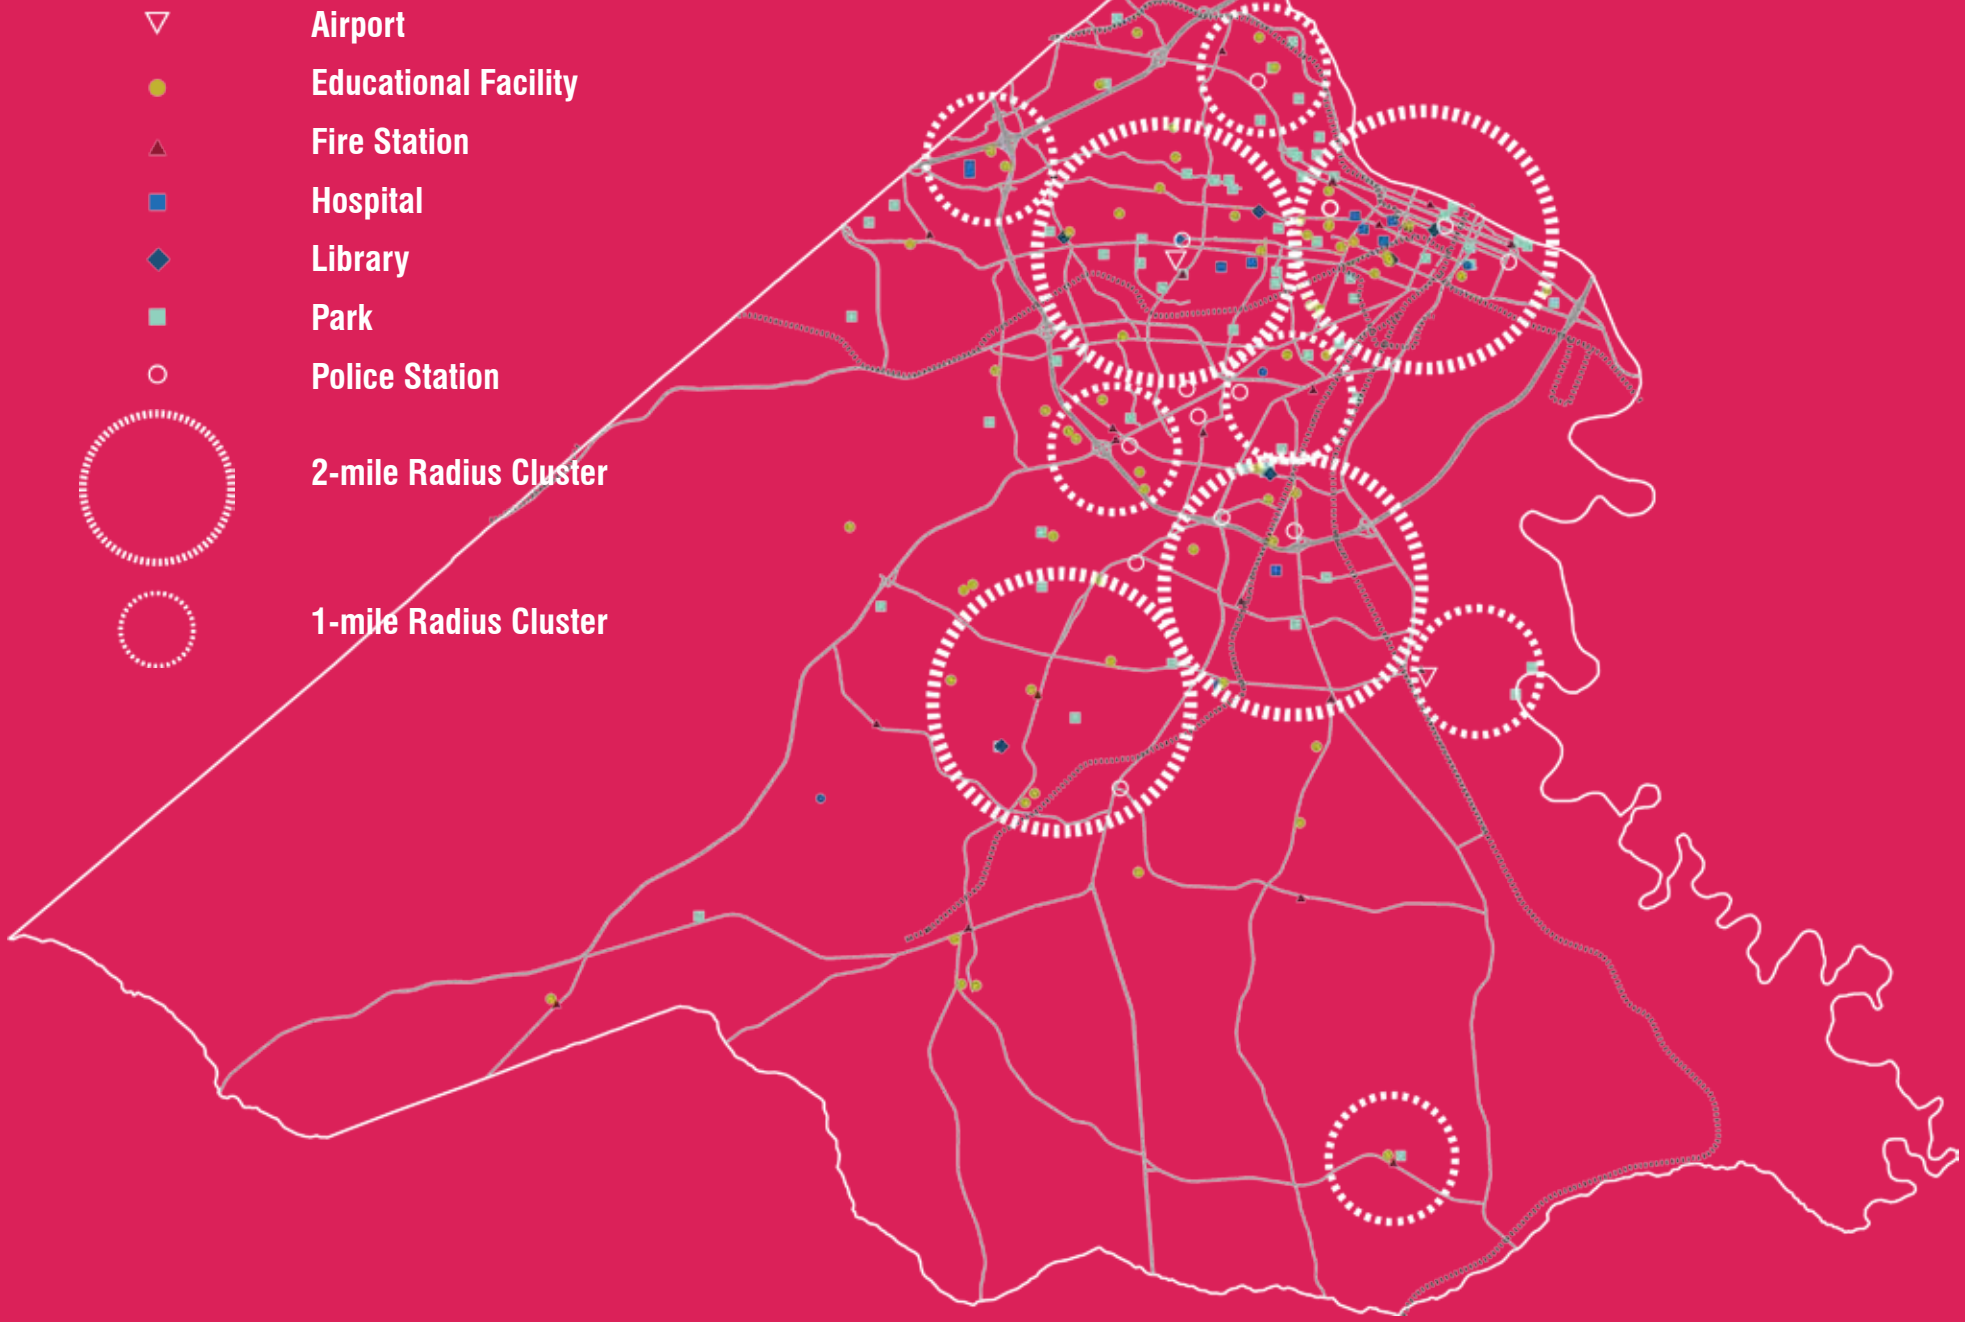 Airport
Educational Facility
Fire Station
Hospital
Library
Park
Police Station
2-mile Radius Cluster
1-mile Radius Cluster